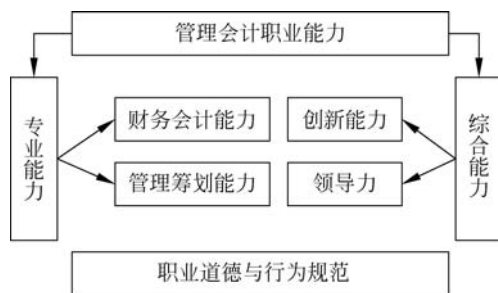 管理会计职业能力
专业能力
财务会计能力
创新能力
综合能力
管理筹划能力
领导力
职业道德与行为规范